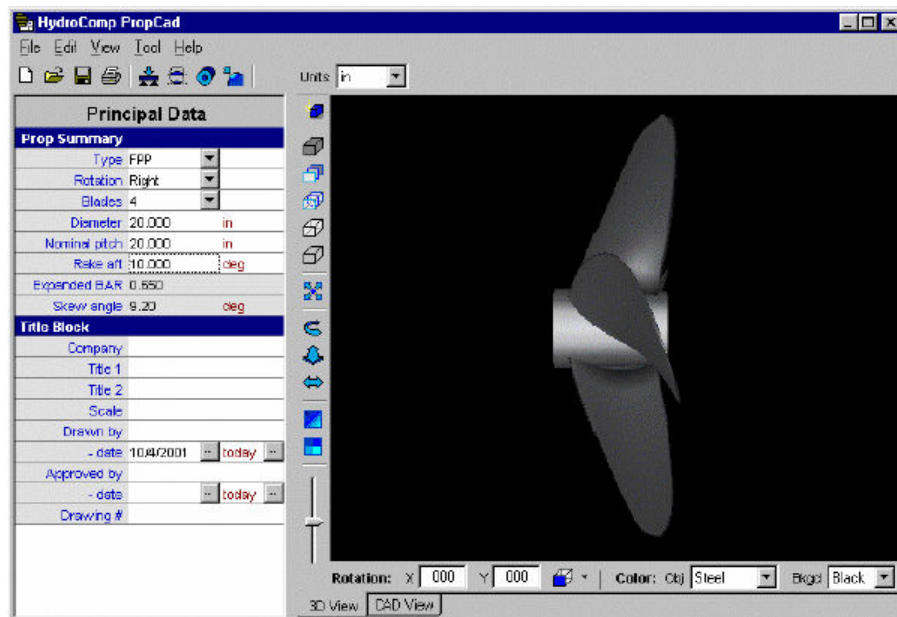 HydroComp PropCad
File Edit View Tool Help
Units: in
Principal Data
Prop Summary
Type FPP
Rotation Right
Blades 4
Diameter 20.000 in
Nominal pitch 20.000 in
Rake aft 10.000 deg
Expanded BAR 0.650
Skew angle 9.20 deg
Title Block
Company
Title 1
Title 2
Scale
Drawn by
- date 10/4/2001 ... today ...
Approved by
- date ... today ...
Drawing #
Rotation: X 000 Y 000 Color: Obj Steel Bkgd Black
3D View CAD View